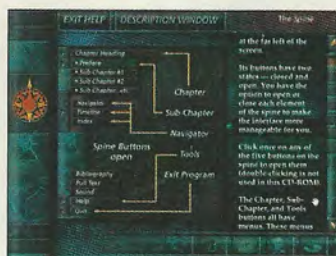 EXIT HELP
DESCRIPTION WINDOW
The Spine
Chapter Heading
• Preface
• Sub Chapter #1
• Sub Chapter #2
• Sub Chapter...etc
Navigator
Timeline
Index
Chapter
Sub Chapter
Navigator
Spine Buttons
open
Tools
Exit Program
Bibliography
Full Text
Sound
Help
Quit
at the far left of the
screen.
Its buttons have two
states — closed and
open. You have the
option to open or
close each element
of the spine to make
the interface more
manageable for you.
Click once on any of
the five buttons on the
spine to open them
(double clicking is not
used in this CD-ROM).
The Chapter, Sub-
Chapter, and Tools
buttons all have
menus. These menus